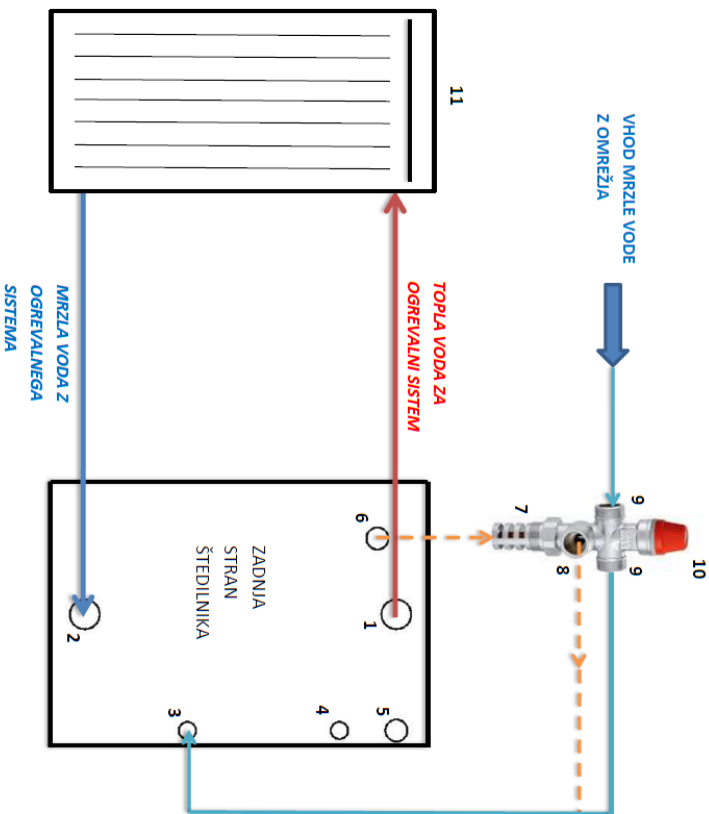 10
VHOD MRZLE VODE
Z OMREŽJA
9
9
8
7
11
TOPLA VODA ZA
OGREVALNI SISTEM
6
1
5
4
ZADNJA
STRAN
ŠTEDILNIKA
3
2
MRZLA VODA Z
OGREVALNEGA
SISTEMA